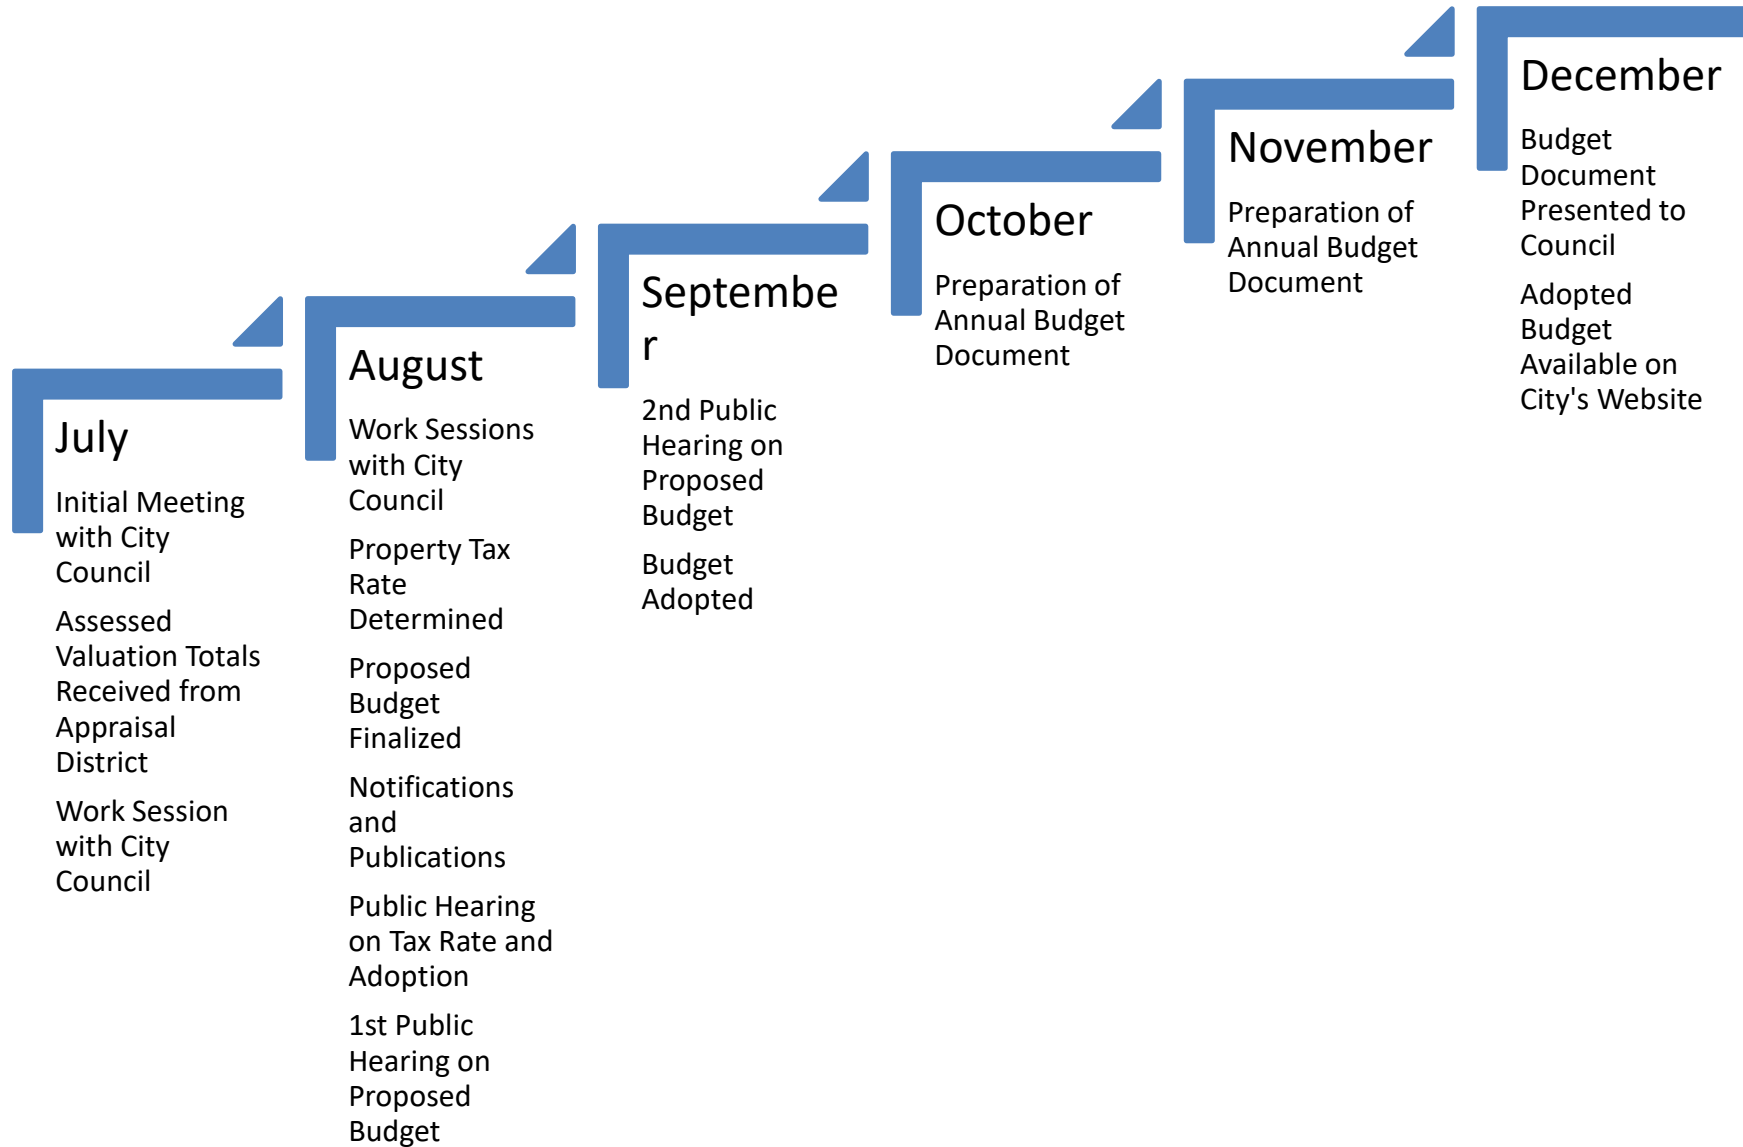 July
Initial Meeting
with City
Council
Assessed
Valuation Totals
Received from
Appraisal
District
Work Session
with City
Council
August
Work Sessions
with City
Council
Property Tax
Rate
Determined
Proposed
Budget
Finalized
Notifications
and
Publications
Public Hearing
on Tax Rate and
Adoption
1st Public
Hearing on
Proposed
Budget
Septembe
r
2nd Public
Hearing on
Proposed
Budget
Budget
Adopted
October
Preparation of
Annual Budget
Document
November
Preparation of
Annual Budget
Document
December
Budget
Document
Presented to
Council
Adopted
Budget
Available on
City's Website